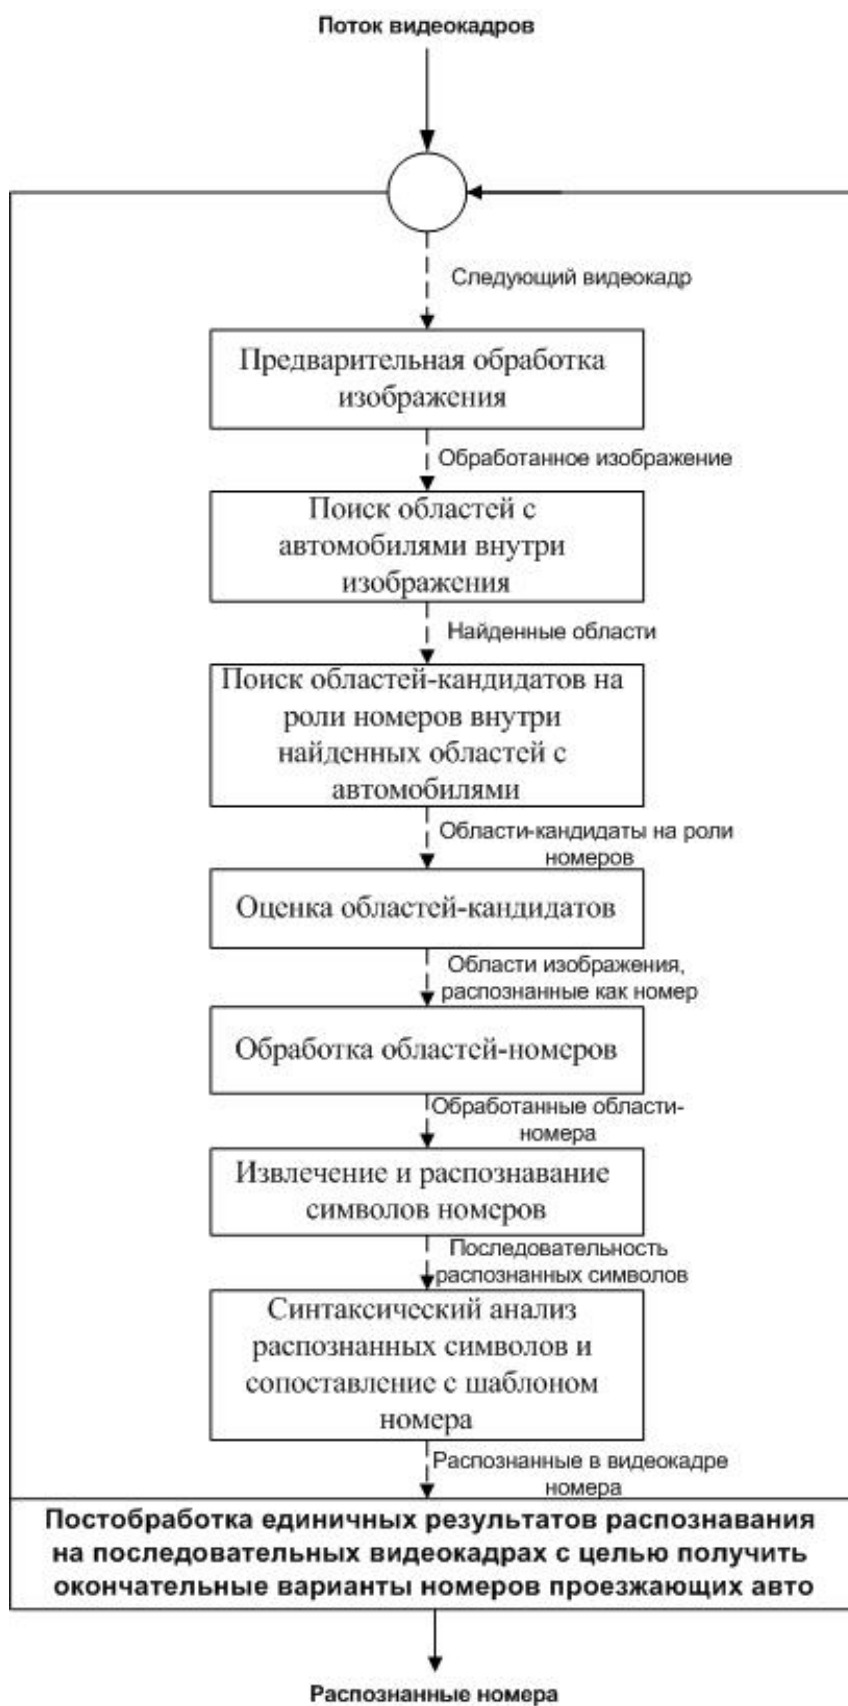 Поток видеокадров
Следующий видеокадр
Предварительная обработка
изображения
Обработанное изображение
Поиск областей с
автомобилями внутри
изображения
Найденные области
Поиск областей-кандидатов на
роли номеров внутри
найденных областей с
автомобилями
Области-кандидаты на роли
номеров
Оценка областей-кандидатов
Области изображения,
распознанные как номер
Обработка областей-номеров
Обработанные области-
номера
Извлечение и распознавание
символов номеров
Последовательность
распознанных символов
Синтаксический анализ
распознанных символов и
сопоставление с шаблоном
номера
Распознанные в видеокадре
номера
Постобработка единичных результатов распознавания
на последовательных видеокадрах с целью получить
окончательные варианты номеров проезжающих авто
Распознанные номера